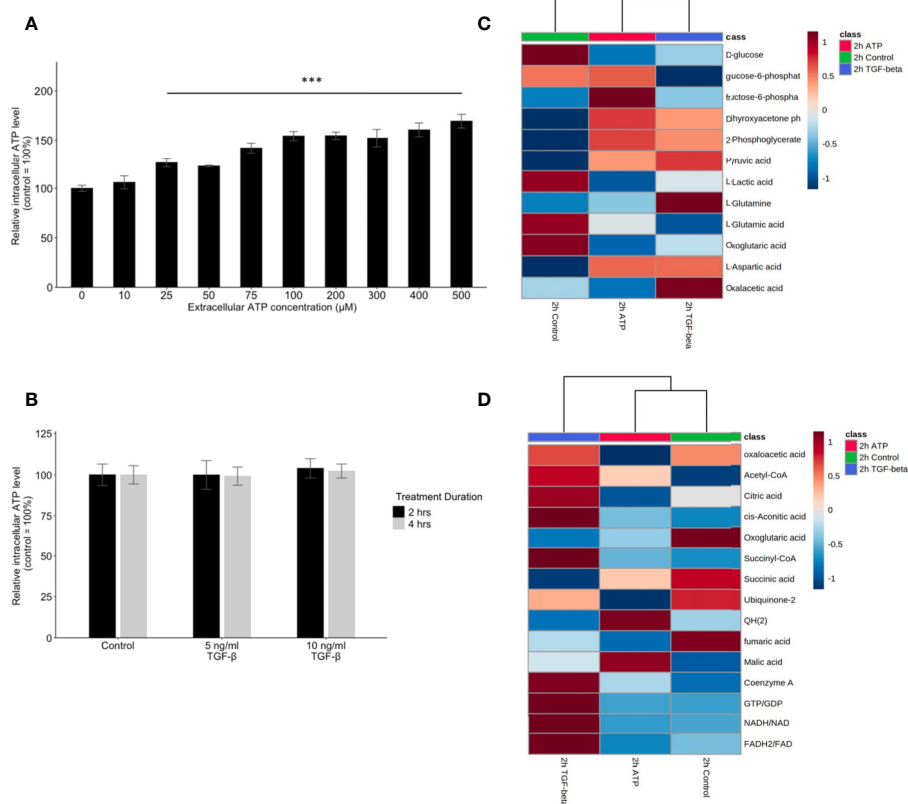 A
***
200
150
100
50
0
Relative intracellular ATP level
(control = 100%)
0 10 25 50 75 100 200 300 400 500
Extracellular ATP concentration (µM)
B
125
100
75
50
25
0
Relative intracellular ATP level
(control = 100%)
Control
5 ng/ml
TGF-β
10 ng/ml
TGF-β
Treatment Duration
2 hrs
4 hrs
C
cass
D-glucose
gucose-6-phosphat
fructose-6-phospha
Dihyroxyacetone ph
2-Phosphoglycerate
Pyruvic acid
L-Lactic acid
L-Glutamine
L-Glutamic acid
Oxoglutaric acid
L-Aspartic acid
Oxalacetic acid
2h Control
2h ATP
2h TGF-beta
1
0.5
0
-0.5
-1
class
2h ATP
2h Control
2h TGF-beta
D
class
oxaloacetic acid
Acetyl-CoA
Citric acid
cis-Aconitic acid
Oxoglutaric acid
Succinyl-CoA
Succinic acid
Ubiquinone-2
QH(2)
fumaric acid
Malic acid
Coenzyme A
GTP/GDP
NADH/NAD
FADH2/FAD
2h TGF-beta
2h ATP
2h Control
1
0.5
0
-0.5
-1
class
2h ATP
2h Control
2h TGF-beta